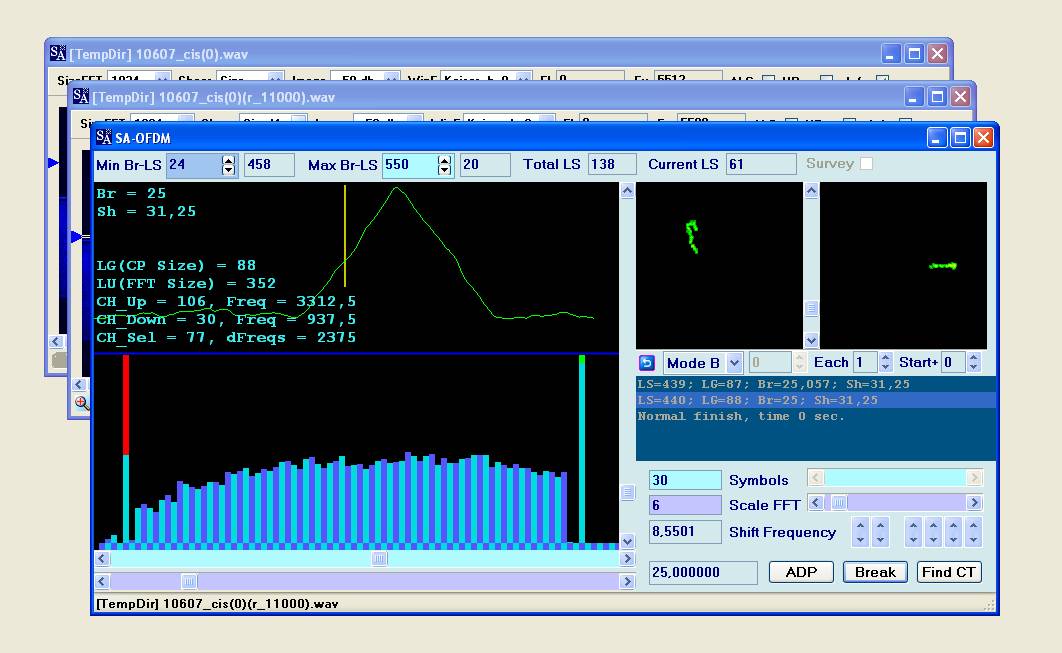 [TempDir] 10607_cis(0).wav
[TempDir] 10607_cis(0)(r_11000).wav
SA-OFDM
Min Br-LS 24 458 Max Br-LS 550 20 Total LS 138 Current LS 61 Survey
Br = 25
Sh = 31,25
LG(CP Size) = 88
LU(FFT Size) = 352
CH_Up = 106, Freq = 3312,5
CH_Down = 30, Freq = 937,5
CH_Sel = 77, dFreqs = 2375
Mode B 0 Each 1 Start+ 0
LS=439; LG=87; Br=25,057; Sh=31,25
LS=440; LG=88; Br=25; Sh=31,25
Normal finish, time 0 sec.
30 Symbols
6 Scale FFT
8,5501 Shift Frequency
25,000000 ADP Break Find CT
[TempDir] 10607_cis(0)(r_11000).wav